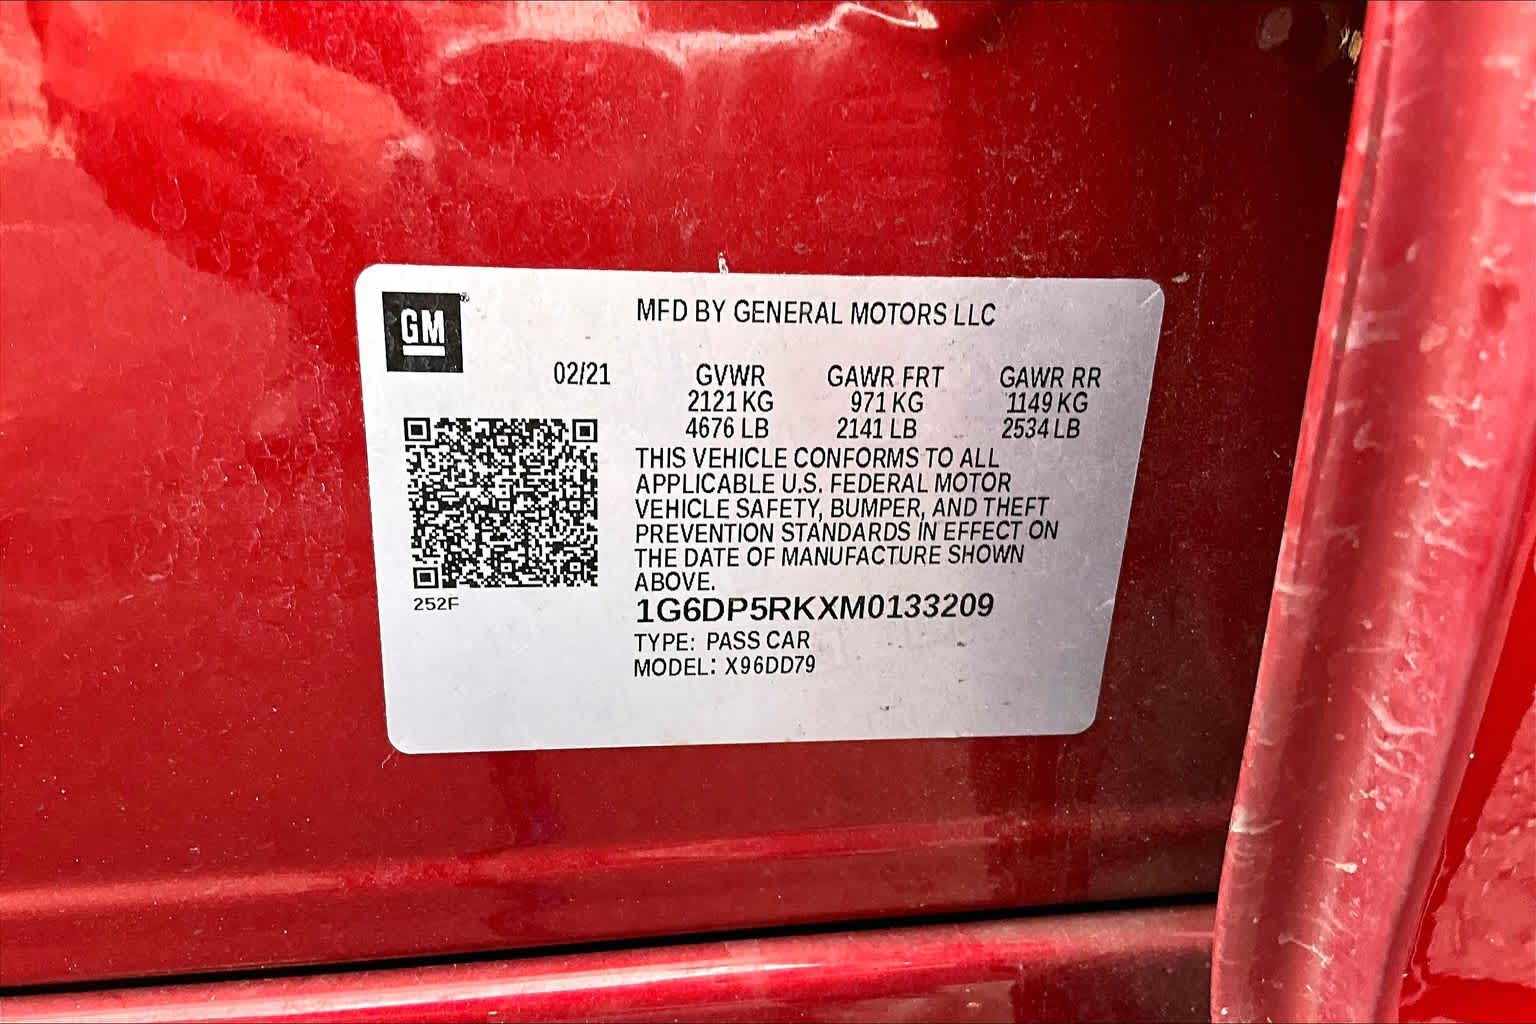 GM
MFD BY GENERAL MOTORS LLC
02/21 GVWR GAWR FRT GAWR RR
2121 KG 971 KG 1149 KG
4676 LB 2141 LB 2534 LB
THIS VEHICLE CONFORMS TO ALL
APPLICABLE U.S. FEDERAL MOTOR
VEHICLE SAFETY, BUMPER, AND THEFT
PREVENTION STANDARDS IN EFFECT ON
THE DATE OF MANUFACTURE SHOWN
ABOVE.
252F
1G6DP5RKXM0133209
TYPE: PASS CAR
MODEL: X96DD79